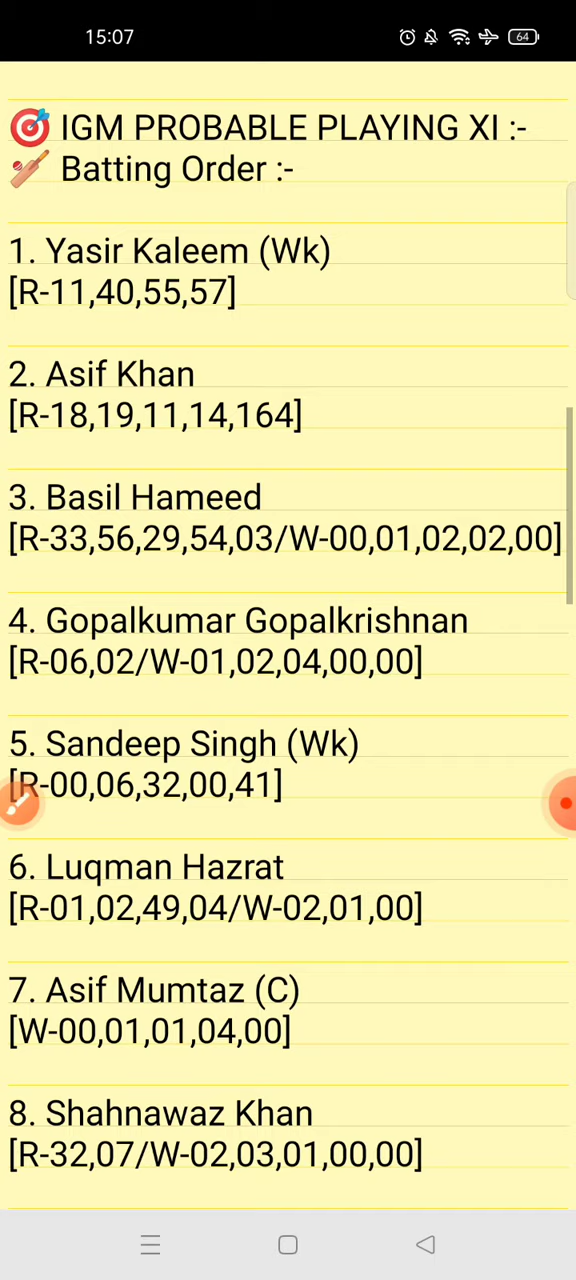 15:07
64
🎯 IGM PROBABLE PLAYING XI :-
🏏 Batting Order :-
1. Yasir Kaleem (Wk)
[R-11,40,55,57]
2. Asif Khan
[R-18,19,11,14,164]
3. Basil Hameed
[R-33,56,29,54,03/W-00,01,02,02,00]
4. Gopalkumar Gopalkrishnan
[R-06,02/W-01,02,04,00,00]
5. Sandeep Singh (Wk)
[R-00,06,32,00,41]
6. Luqman Hazrat
[R-01,02,49,04/W-02,01,00]
7. Asif Mumtaz (C)
[W-00,01,01,04,00]
8. Shahnawaz Khan
[R-32,07/W-02,03,01,00,00]